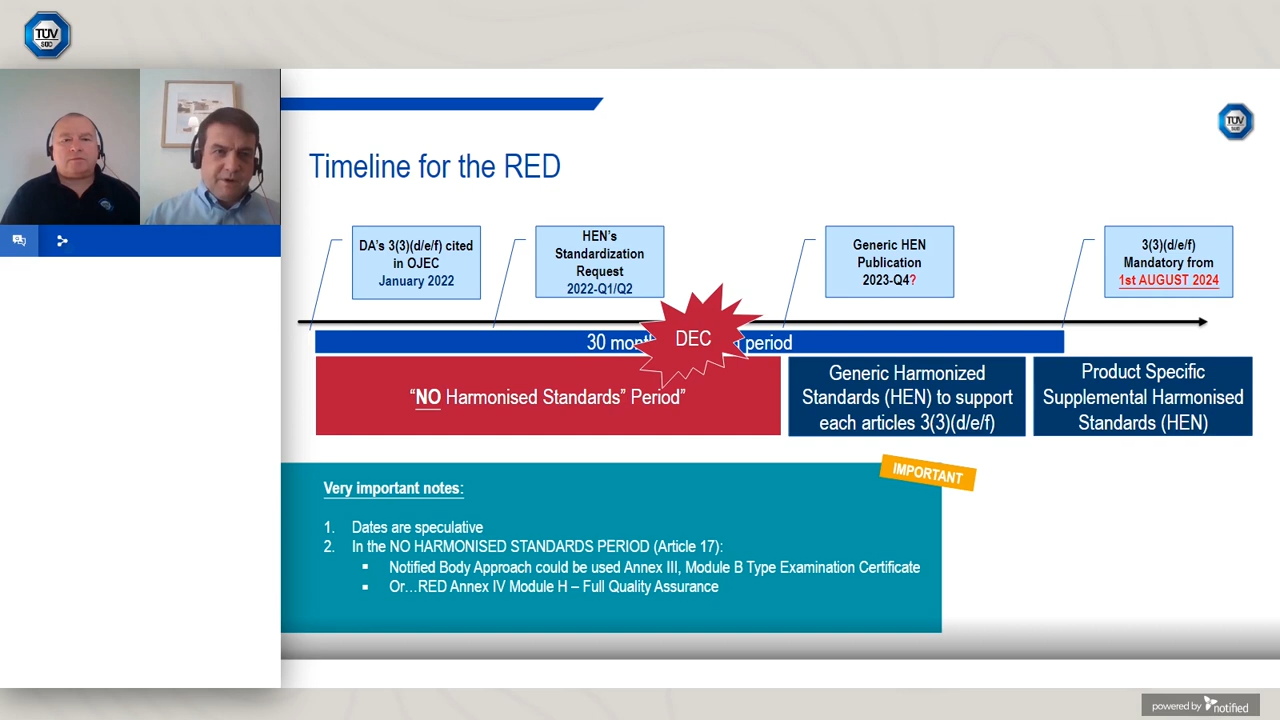 TÜV
SÜD
TÜV
SÜD
Timeline for the RED
DA's 3(3)(d/e/f) cited
in OJEC
January 2022
HEN's
Standardization
Request
2022-Q1/Q2
Generic HEN
Publication
2023-Q4?
3(3)(d/e/f)
Mandatory from
1st AUGUST 2024
30 mon
period
DEC
"NO Harmonised Standards" Period"
Generic Harmonized
Standards (HEN) to support
each articles 3(3)(d/e/f)
Product Specific
Supplemental Harmonised
Standards (HEN)
IMPORTANT
Very important notes:
1. Dates are speculative
2. In the NO HARMONISED STANDARDS PERIOD (Article 17):
▪ Notified Body Approach could be used Annex III, Module B Type Examination Certificate
▪ Or…RED Annex IV Module H – Full Quality Assurance
powered by notified